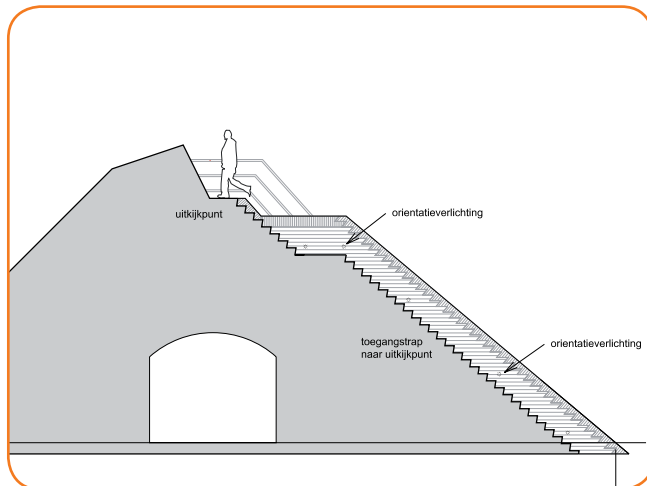 uitkijkpunt
orientatieverlichting
toegangstrap
naar uitkijkpunt
orientatieverlichting